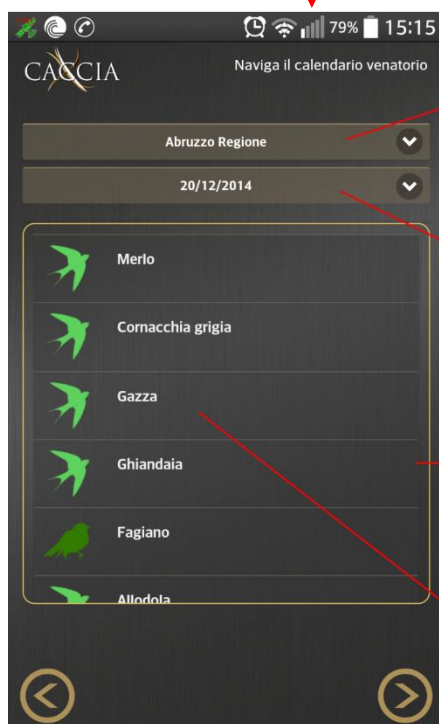 79% 15:15
CACCIA
Naviga il calendario venatorio
Abruzzo Regione
20/12/2014
Merlo
Cornacchia grigia
Gazza
Ghiandaia
Fagiano
Allodola